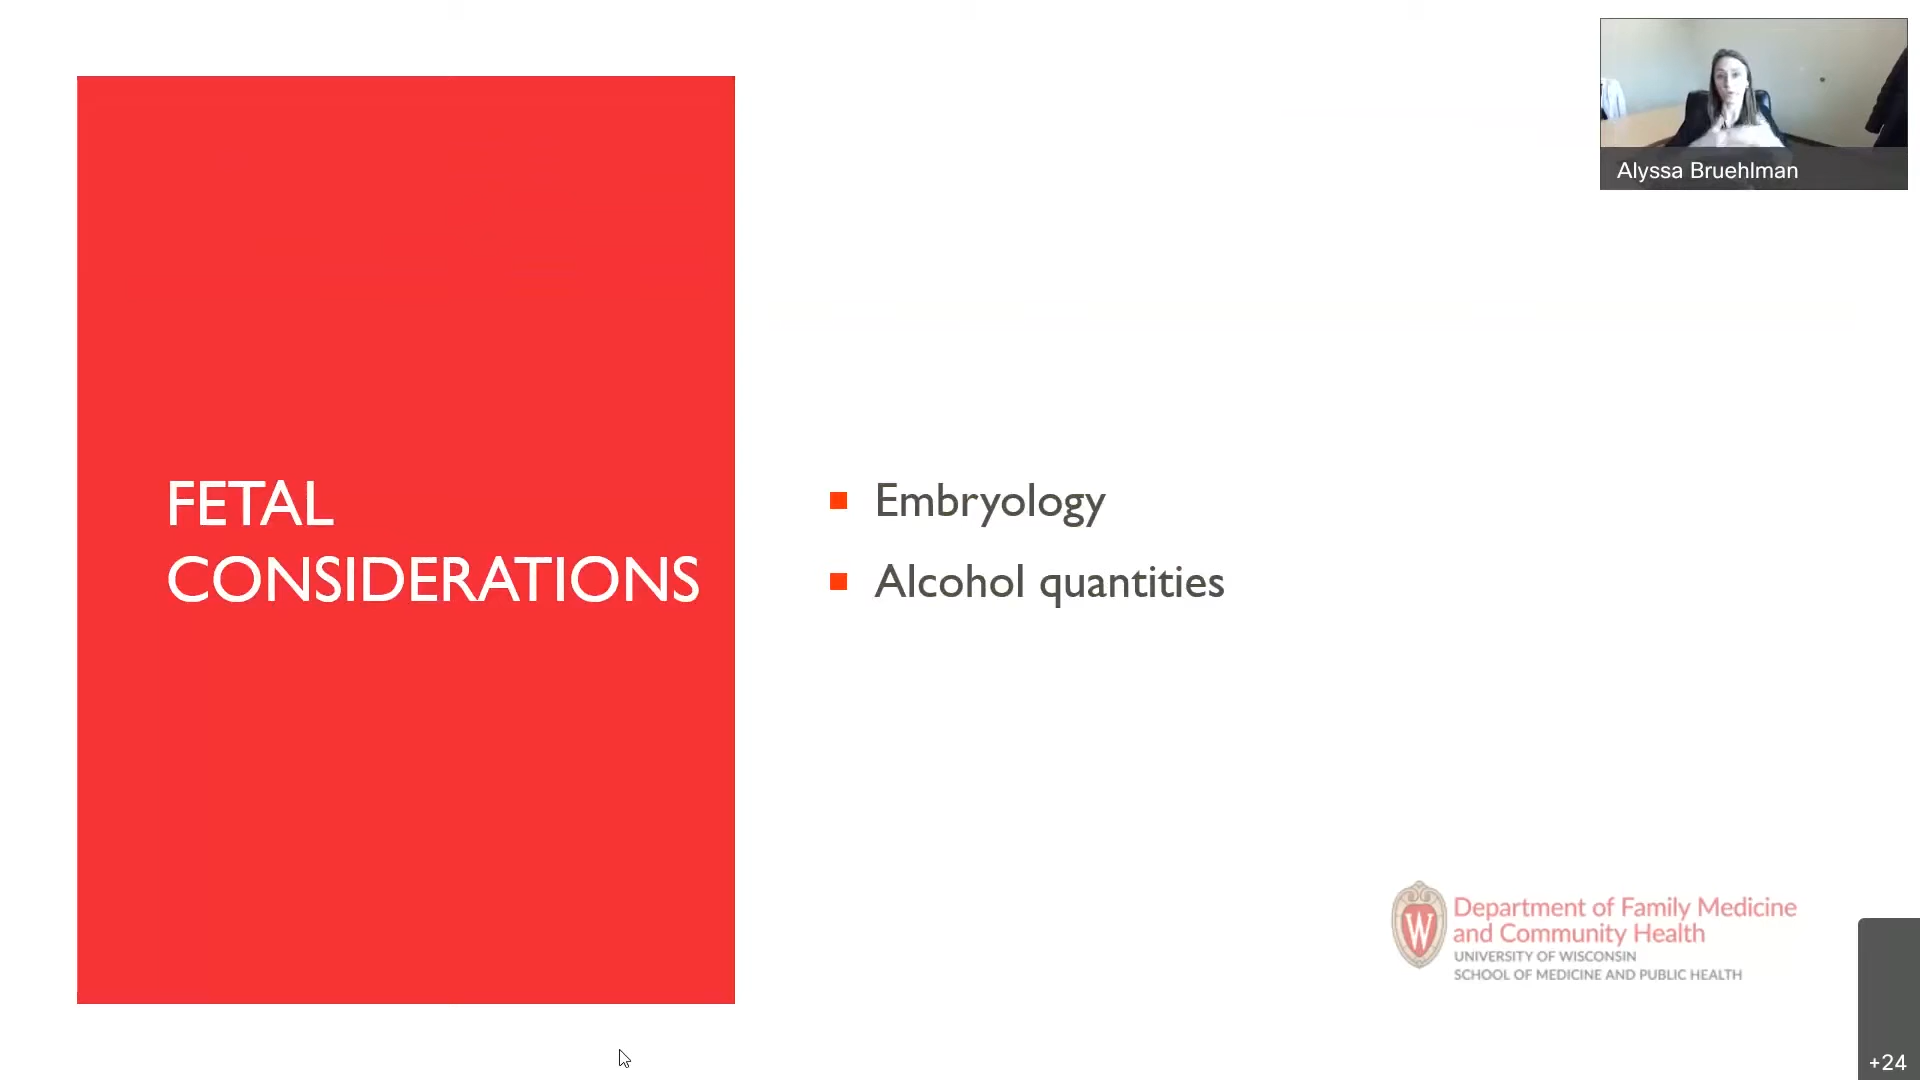 Alyssa Bruehlman
FETAL
CONSIDERATIONS
Embryology
Alcohol quantities
W
Department of Family Medicine
and Community Health
UNIVERSITY OF WISCONSIN
SCHOOL OF MEDICINE AND PUBLIC HEALTH
+24